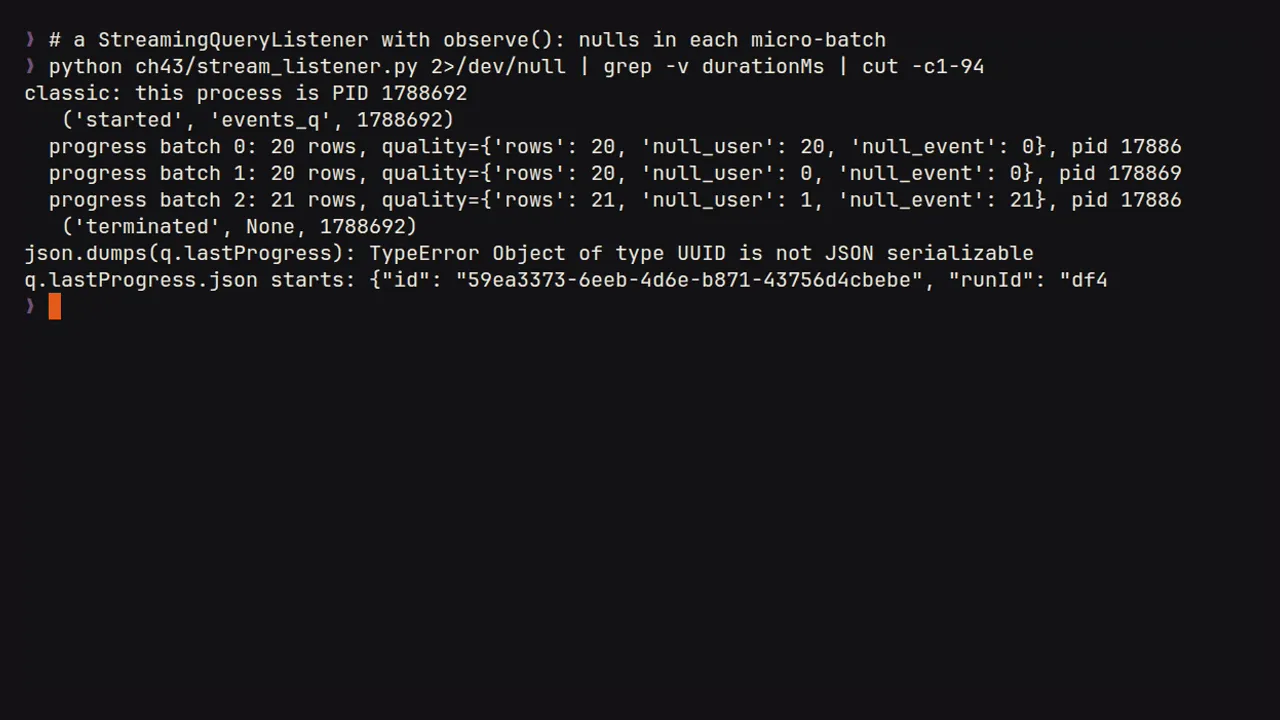 ❯ # a StreamingQueryListener with observe(): nulls in each micro-batch
❯ python ch43/stream_listener.py 2>/dev/null | grep -v durationMs | cut -c1-94
classic: this process is PID 1788692
   ('started', 'events_q', 1788692)
  progress batch 0: 20 rows, quality={'rows': 20, 'null_user': 20, 'null_event': 0}, pid 17886
  progress batch 1: 20 rows, quality={'rows': 20, 'null_user': 0, 'null_event': 0}, pid 178869
  progress batch 2: 21 rows, quality={'rows': 21, 'null_user': 1, 'null_event': 21}, pid 17886
   ('terminated', None, 1788692)
json.dumps(q.lastProgress): TypeError Object of type UUID is not JSON serializable
q.lastProgress.json starts: {"id": "59ea3373-6eeb-4d6e-b871-43756d4cbebe", "runId": "df4
❯